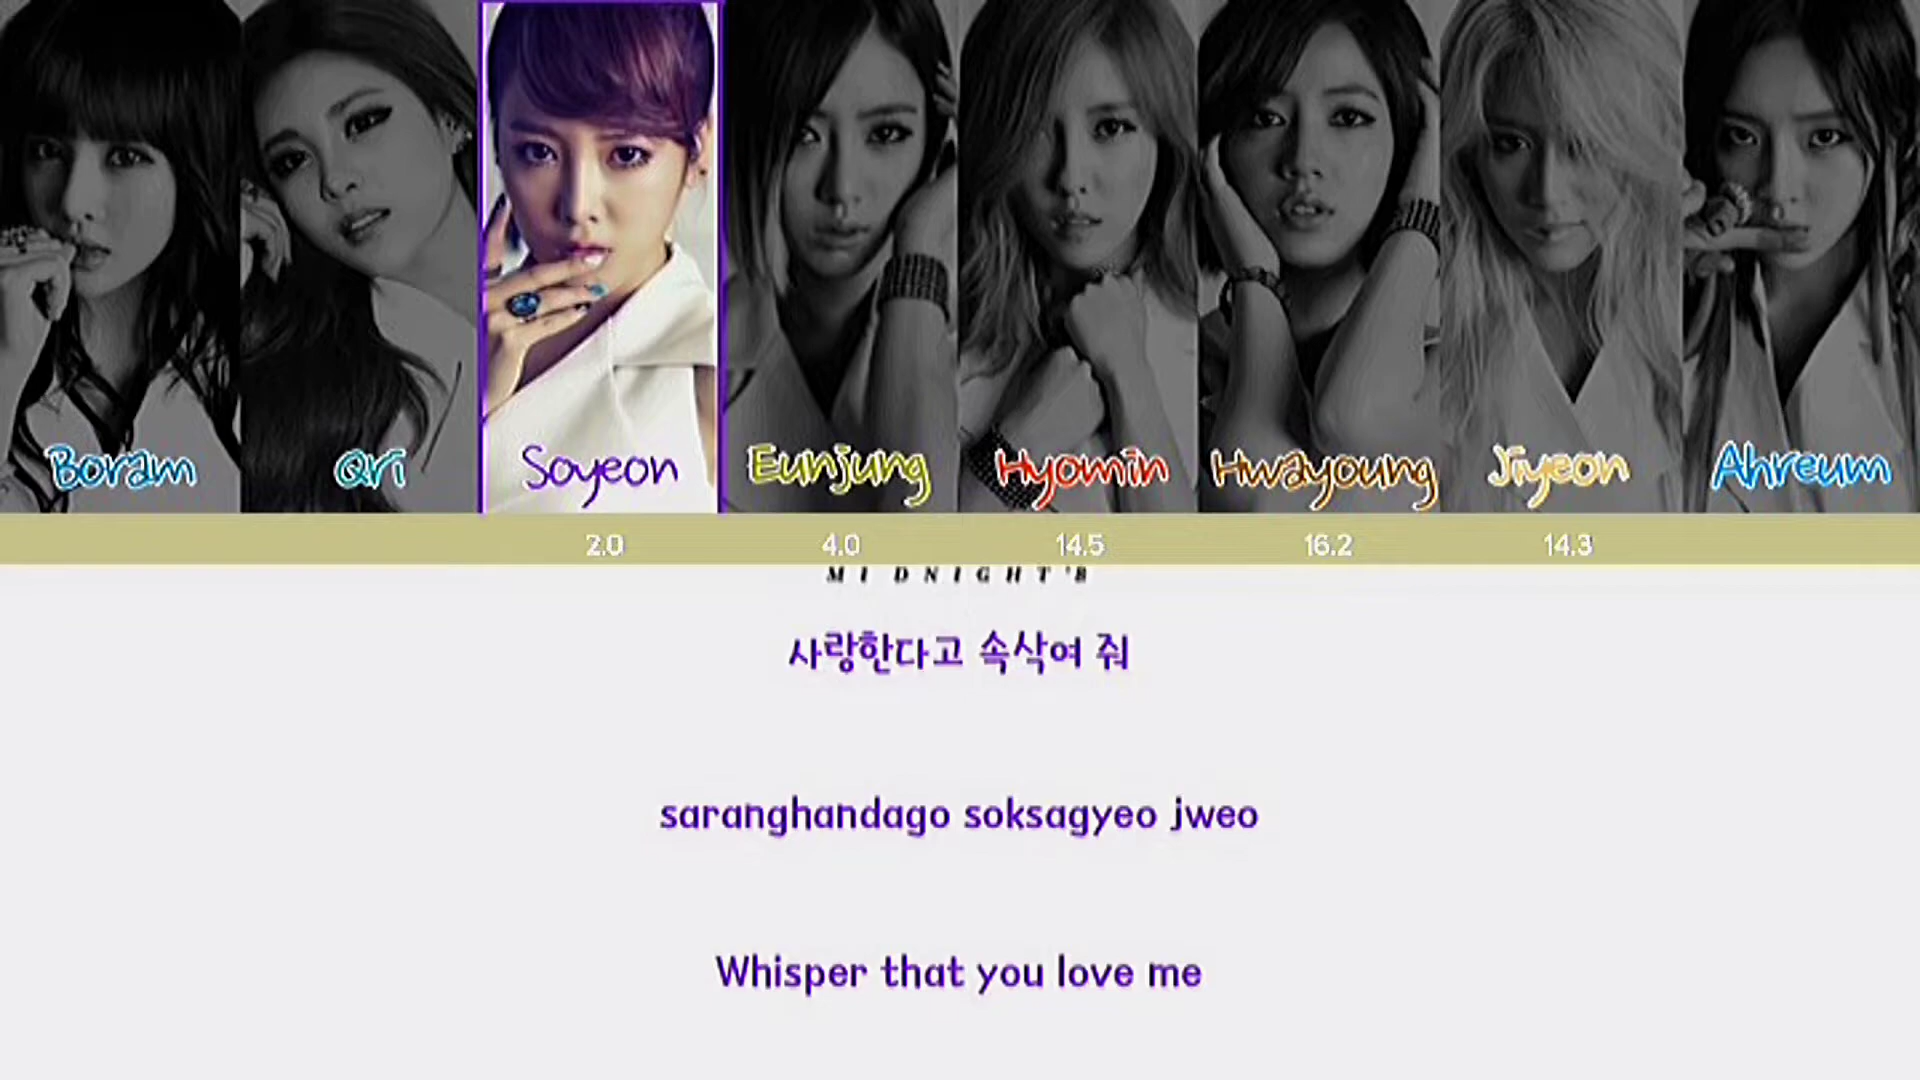 Boram Qri Soyeon Eunjung Hyomin Hwayoung Jiyeon Ahreum
2.0 4.0 14.5 16.2 14.3
MIDNIGHT'B
사랑한다고 속삭여 줘
saranghandago soksagyeo jweo
Whisper that you love me